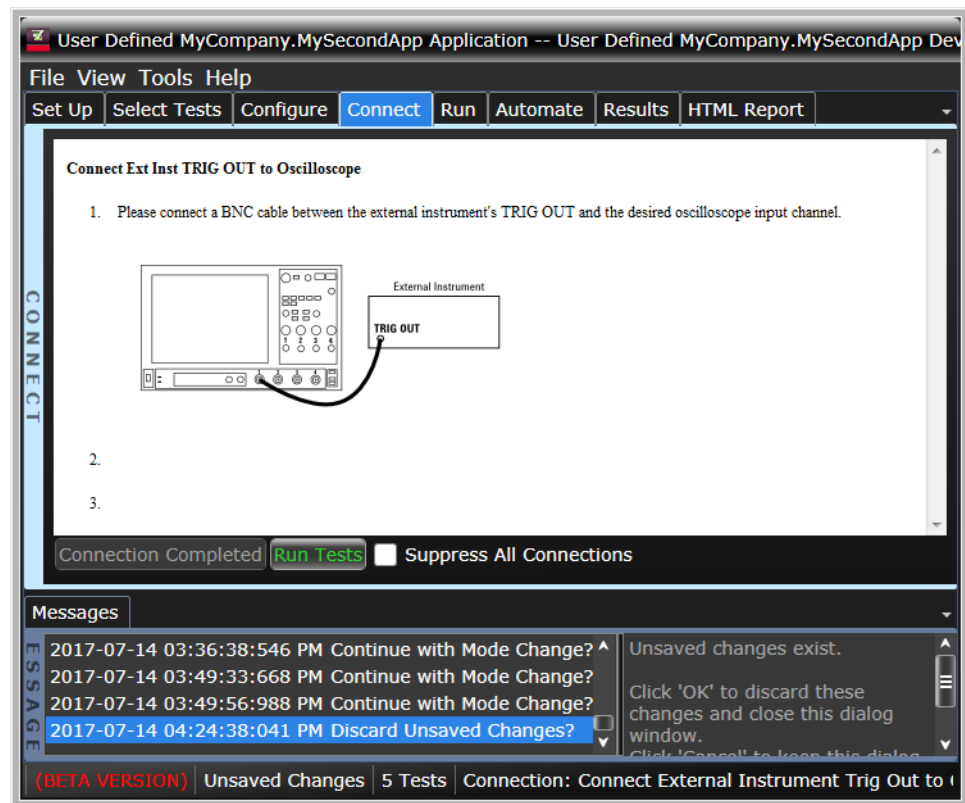 User Defined MyCompany.MySecondApp Application -- User Defined MyCompany.MySecondApp Dev
File View Tools Help
Set Up Select Tests Configure Connect Run Automate Results HTML Report
CONNECT
Connect Ext Inst TRIG OUT to Oscilloscope
1. Please connect a BNC cable between the external instrument's TRIG OUT and the desired oscilloscope input channel.
External Instrument
TRIG OUT
1 2 3 4
2.
3.
Connection Completed Run Tests Suppress All Connections
Messages
ESSAGE
2017-07-14 03:36:38:546 PM Continue with Mode Change?
2017-07-14 03:49:33:668 PM Continue with Mode Change?
2017-07-14 03:49:56:988 PM Continue with Mode Change?
2017-07-14 04:24:38:041 PM Discard Unsaved Changes?
Unsaved changes exist.
Click 'OK' to discard these
changes and close this dialog
window.
Click 'Cancel' to keep this dialog
(BETA VERSION) Unsaved Changes 5 Tests Connection: Connect External Instrument Trig Out to